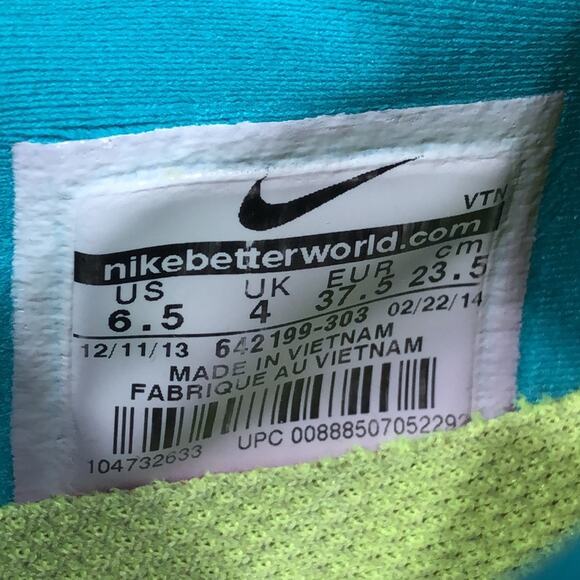 VTN
nikebetterworld.com
US UK EUR cm
6.5 4 37.5 23.5
12/11/13 642199-303 02/22/14
MADE IN VIETNAM
FABRIQUE AU VIETNAM
104732633 UPC 00888507052292